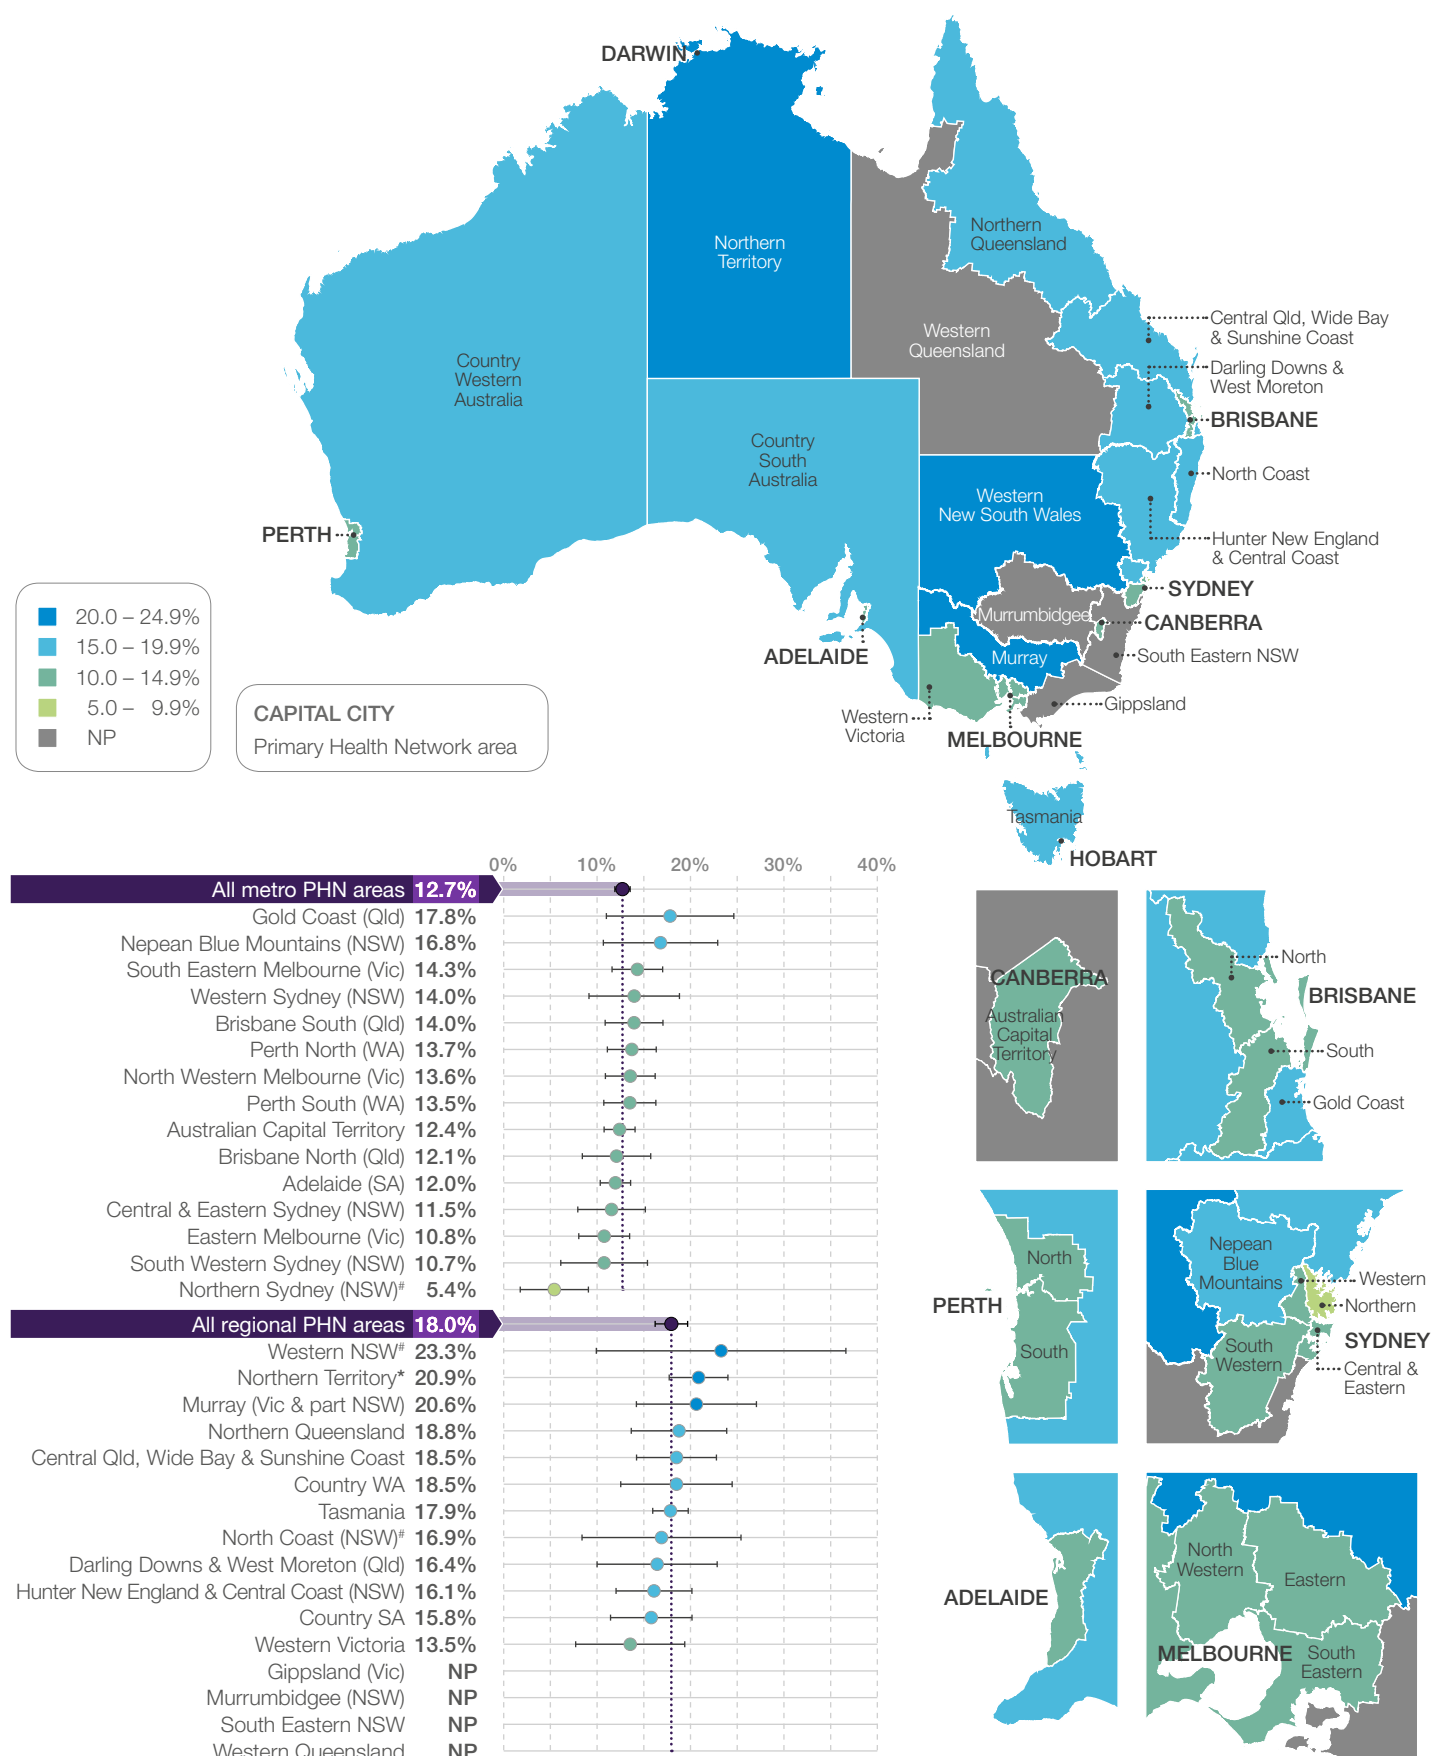 DARWIN
Northern
Territory
Northern
Queensland
Western
Queensland
Country
Western
Australia
Country
South
Australia
Central Qld, Wide Bay
& Sunshine Coast
Darling Downs &
West Moreton
BRISBANE
North Coast
Western
New South Wales
Hunter New England
& Central Coast
PERTH
SYDNEY
Murrumbidgee
CANBERRA
ADELAIDE
Murray
South Eastern NSW
Gippsland
Western
Victoria
MELBOURNE
Tasmania
HOBART
20.0 – 24.9%
15.0 – 19.9%
10.0 – 14.9%
5.0 – 9.9%
NP
CAPITAL CITY
Primary Health Network area
0% 10% 20% 30% 40%
All metro PHN areas 12.7%
Gold Coast (Qld) 17.8%
Nepean Blue Mountains (NSW) 16.8%
South Eastern Melbourne (Vic) 14.3%
Western Sydney (NSW) 14.0%
Brisbane South (Qld) 14.0%
Perth North (WA) 13.7%
North Western Melbourne (Vic) 13.6%
Perth South (WA) 13.5%
Australian Capital Territory 12.4%
Brisbane North (Qld) 12.1%
Adelaide (SA) 12.0%
Central & Eastern Sydney (NSW) 11.5%
Eastern Melbourne (Vic) 10.8%
South Western Sydney (NSW) 10.7%
Northern Sydney (NSW)# 5.4%
All regional PHN areas 18.0%
Western NSW# 23.3%
Northern Territory* 20.9%
Murray (Vic & part NSW) 20.6%
Northern Queensland 18.8%
Central Qld, Wide Bay & Sunshine Coast 18.5%
Country WA 18.5%
Tasmania 17.9%
North Coast (NSW)# 16.9%
Darling Downs & West Moreton (Qld) 16.4%
Hunter New England & Central Coast (NSW) 16.1%
Country SA 15.8%
Western Victoria 13.5%
Gippsland (Vic) NP
Murrumbidgee (NSW) NP
South Eastern NSW NP
Western Queensland NP
CANBERRA
Australian
Capital
Territory
North
BRISBANE
South
Gold Coast
PERTH
North
South
Nepean
Blue
Mountains
Western
Northern
SYDNEY
South
Western
Central &
Eastern
ADELAIDE
North
Western
Eastern
MELBOURNE
South
Eastern